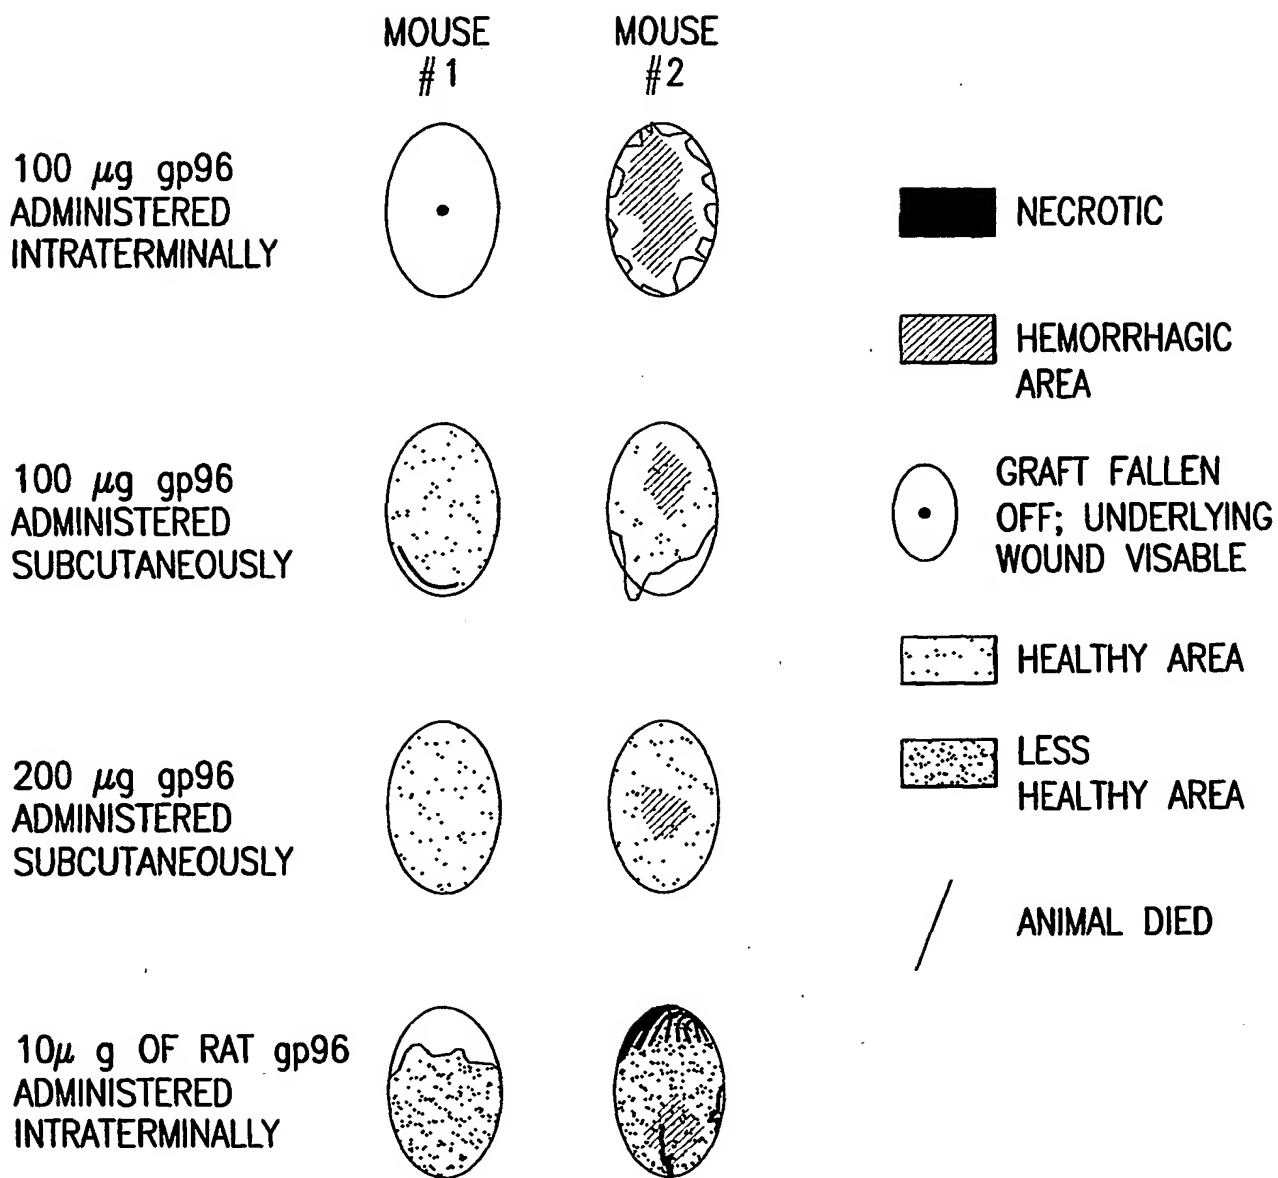 MOUSE
#1
MOUSE
#2
100 μg gp96
ADMINISTERED
INTRATERMINALLY
100 μg gp96
ADMINISTERED
SUBCUTANEOUSLY
200 μg gp96
ADMINISTERED
SUBCUTANEOUSLY
10μ g OF RAT gp96
ADMINISTERED
INTRATERMINALLY
NECROTIC
HEMORRHAGIC
AREA
GRAFT FALLEN
OFF; UNDERLYING
WOUND VISABLE
HEALTHY AREA
LESS
HEALTHY AREA
ANIMAL DIED